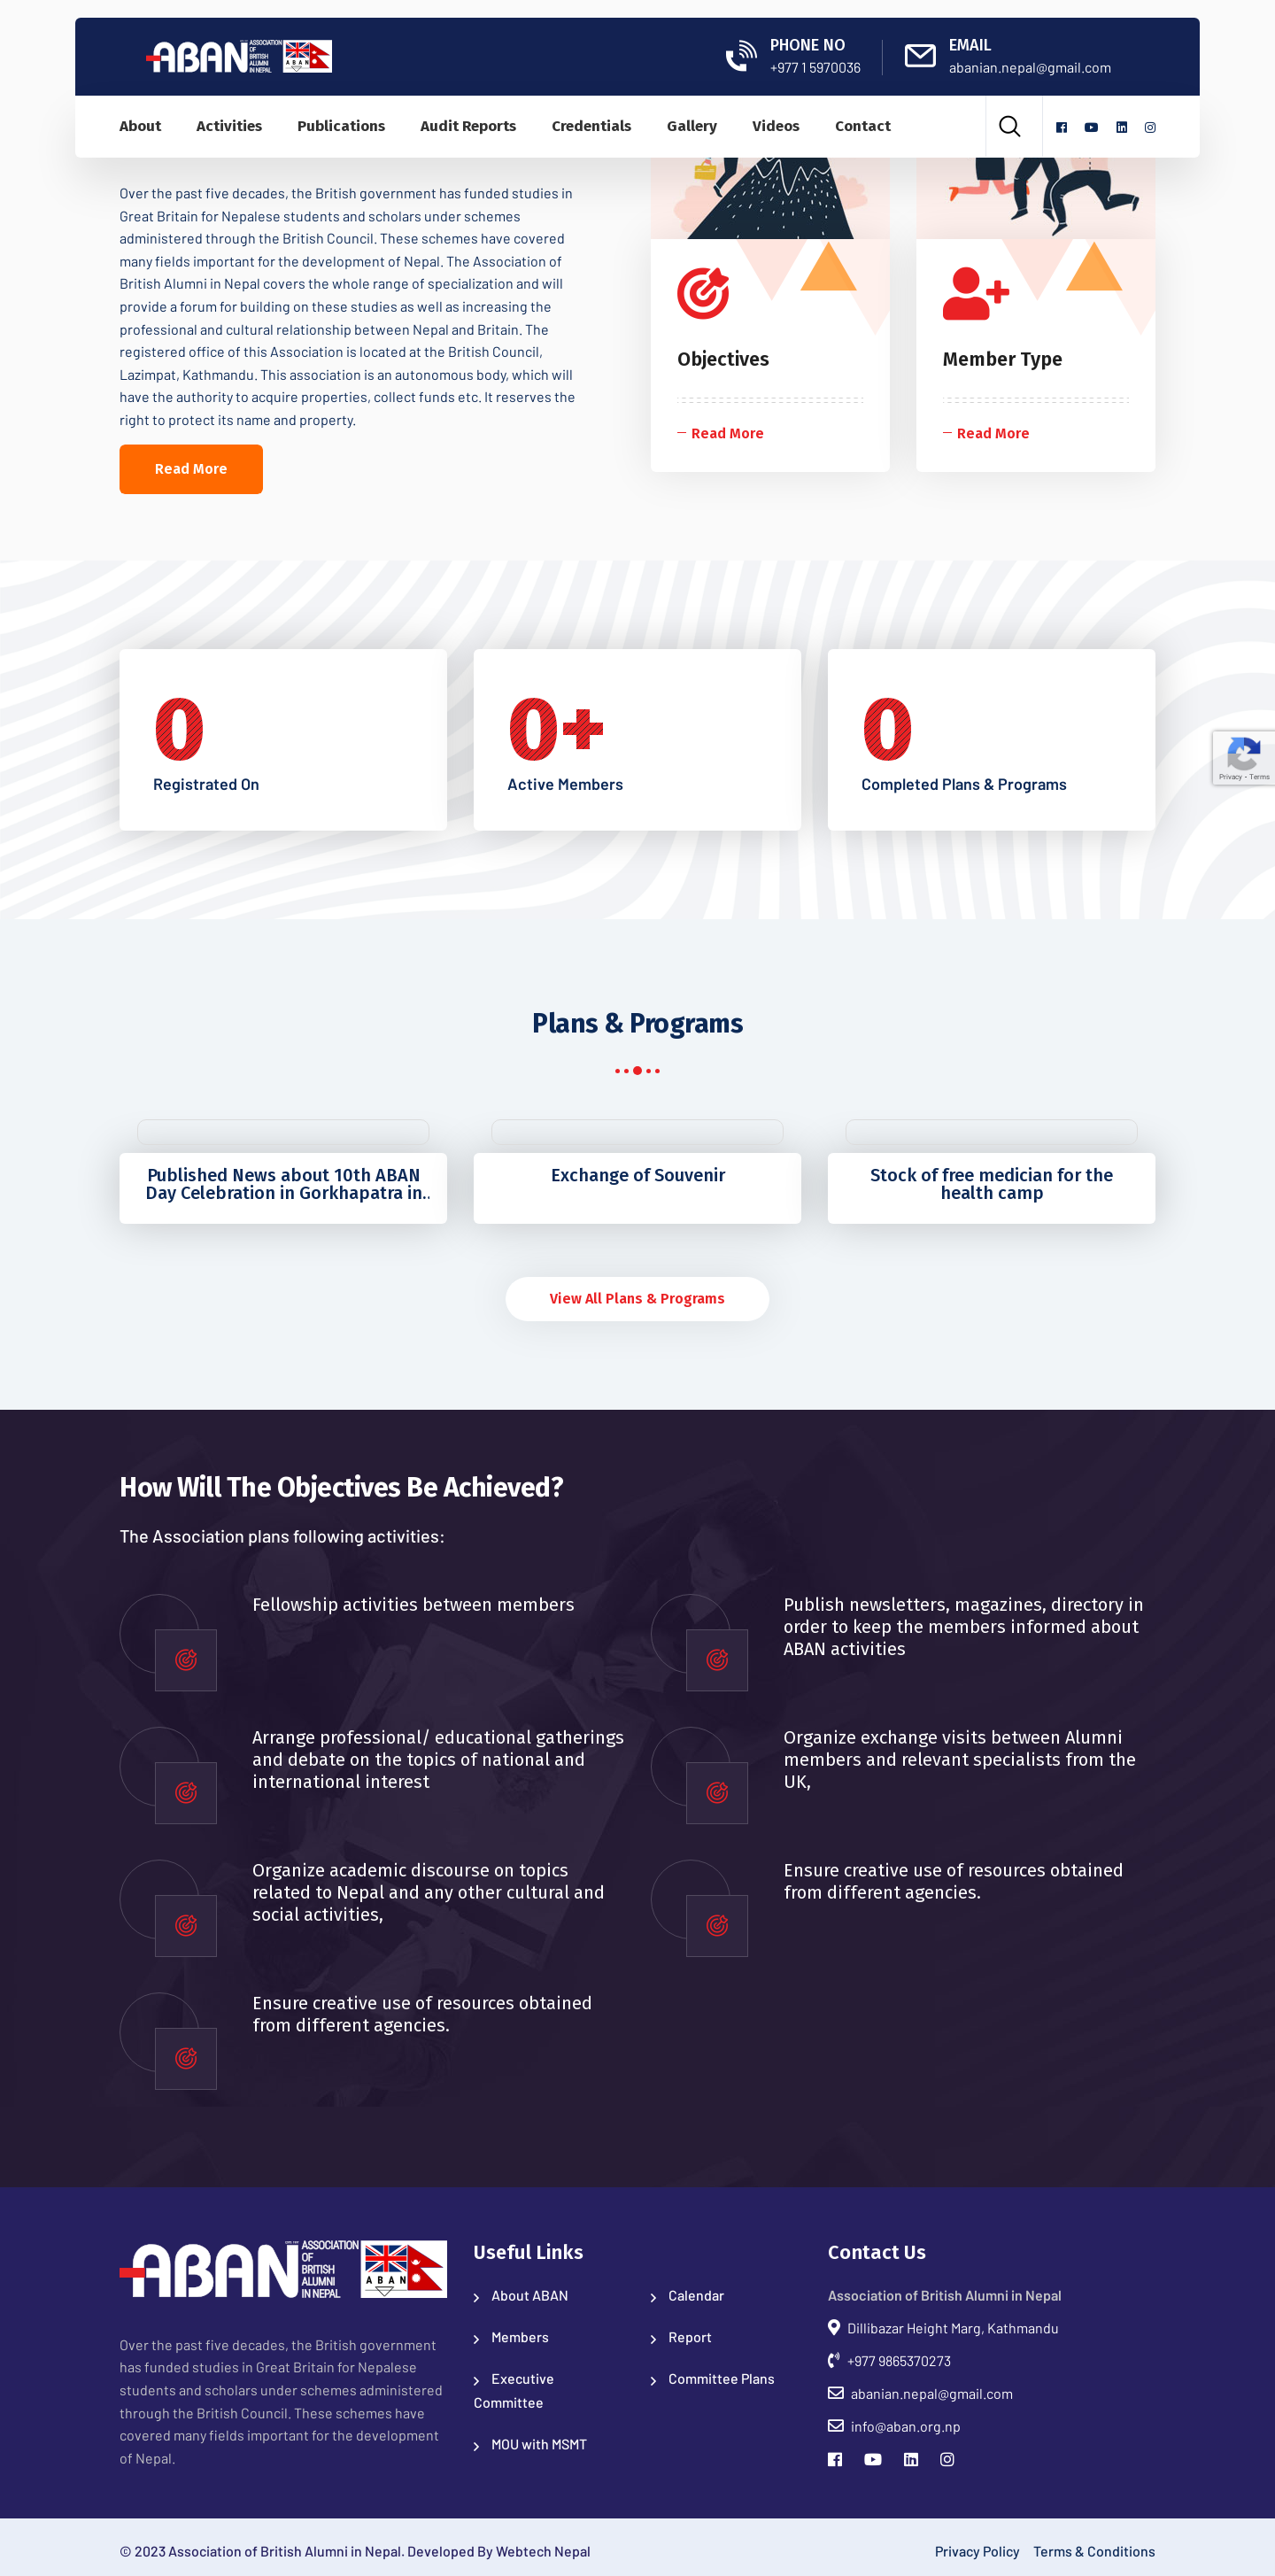 ABAN
ASSOCIATION
OF
BRITISH
ALUMNI
IN NEPAL
ABAN
PHONE NO
+977 1 5970036
EMAIL
abanian.nepal@gmail.com
About
Activities
Publications
Audit Reports
Credentials
Gallery
Videos
Contact
Over the past five decades, the British government has funded studies in
Great Britain for Nepalese students and scholars under schemes
administered through the British Council. These schemes have covered
many fields important for the development of Nepal. The Association of
British Alumni in Nepal covers the whole range of specialization and will
provide a forum for building on these studies as well as increasing the
professional and cultural relationship between Nepal and Britain. The
registered office of this Association is located at the British Council,
Lazimpat, Kathmandu. This association is an autonomous body, which will
have the authority to acquire properties, collect funds etc. It reserves the
right to protect its name and property.
Read More
Objectives
Read More
Member Type
Read More
0
Registrated On
0+
Active Members
0
Completed Plans & Programs
Privacy - Terms
Plans & Programs
Published News about 10th ABAN
Day Celebration in Gorkhapatra in..
Exchange of Souvenir
Stock of free medician for the
health camp
View All Plans & Programs
How Will The Objectives Be Achieved?
The Association plans following activities:
Fellowship activities between members
Publish newsletters, magazines, directory in
order to keep the members informed about
ABAN activities
Arrange professional/ educational gatherings
and debate on the topics of national and
international interest
Organize exchange visits between Alumni
members and relevant specialists from the
UK,
Organize academic discourse on topics
related to Nepal and any other cultural and
social activities,
Ensure creative use of resources obtained
from different agencies.
Ensure creative use of resources obtained
from different agencies.
ABAN
ASSOCIATION
OF
BRITISH
ALUMNI
IN NEPAL
ABAN
Over the past five decades, the British government
has funded studies in Great Britain for Nepalese
students and scholars under schemes administered
through the British Council. These schemes have
covered many fields important for the development
of Nepal.
Useful Links
About ABAN
Members
Executive
Committee
MOU with MSMT
Calendar
Report
Committee Plans
Contact Us
Association of British Alumni in Nepal
Dillibazar Height Marg, Kathmandu
+977 9865370273
abanian.nepal@gmail.com
info@aban.org.np
© 2023 Association of British Alumni in Nepal. Developed By Webtech Nepal
Privacy Policy
Terms & Conditions